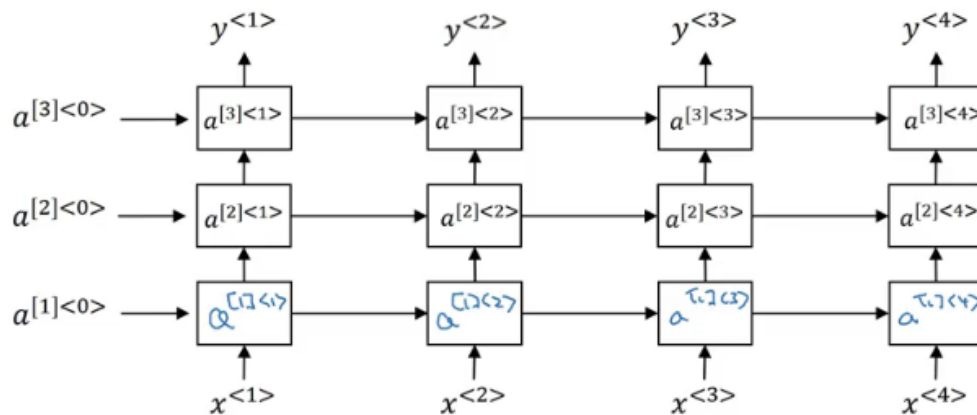 y<1> y<2> y<3> y<4>
a[3]<0> a[3]<1> a[3]<2> a[3]<3> a[3]<4>
a[2]<0> a[2]<1> a[2]<2> a[2]<3> a[2]<4>
a[1]<0> a[1]<1> a[1]<2> a[1]<3> a[1]<4>
x<1> x<2> x<3> x<4>